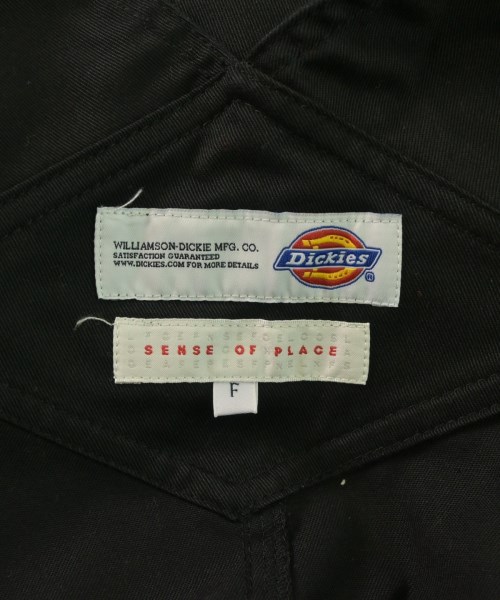 WILLIAMSON-DICKIE MFG. CO.
SATISFACTION GUARANTEED
WWW.DICKIES.COM FOR MORE DETAILS
Dickies
®
SENSE OF PLACE
F